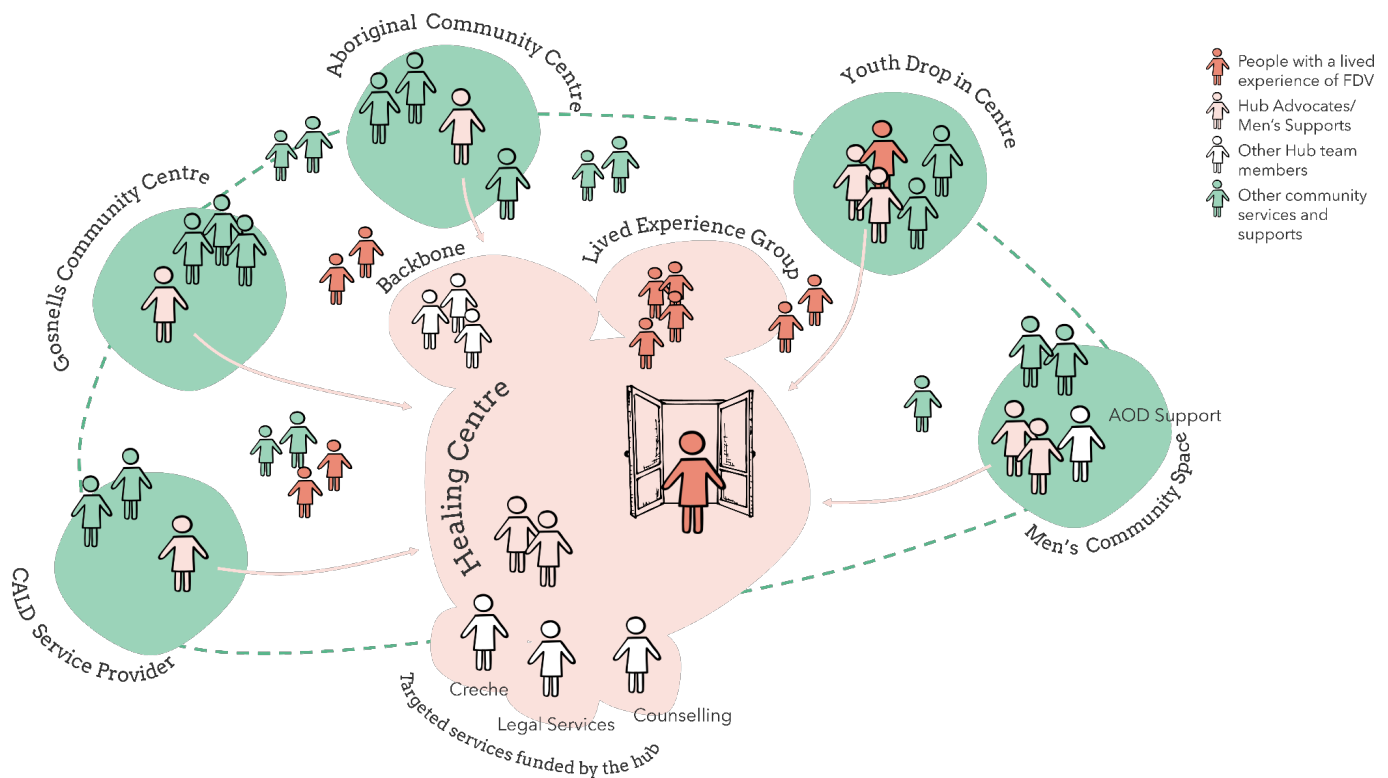 Aboriginal Community Centre
Youth Drop in Centre
People with a lived
experience of FDV
Hub Advocates/
Men's Supports
Other Hub team
members
Other community
services and
supports
Gosnells Community Centre
Backbone
Lived Experience Group
Healing Centre
AOD Support
Men's Community Space
CALD Service Provider
Creche
Legal Services
Counselling
Targeted services funded by the hub